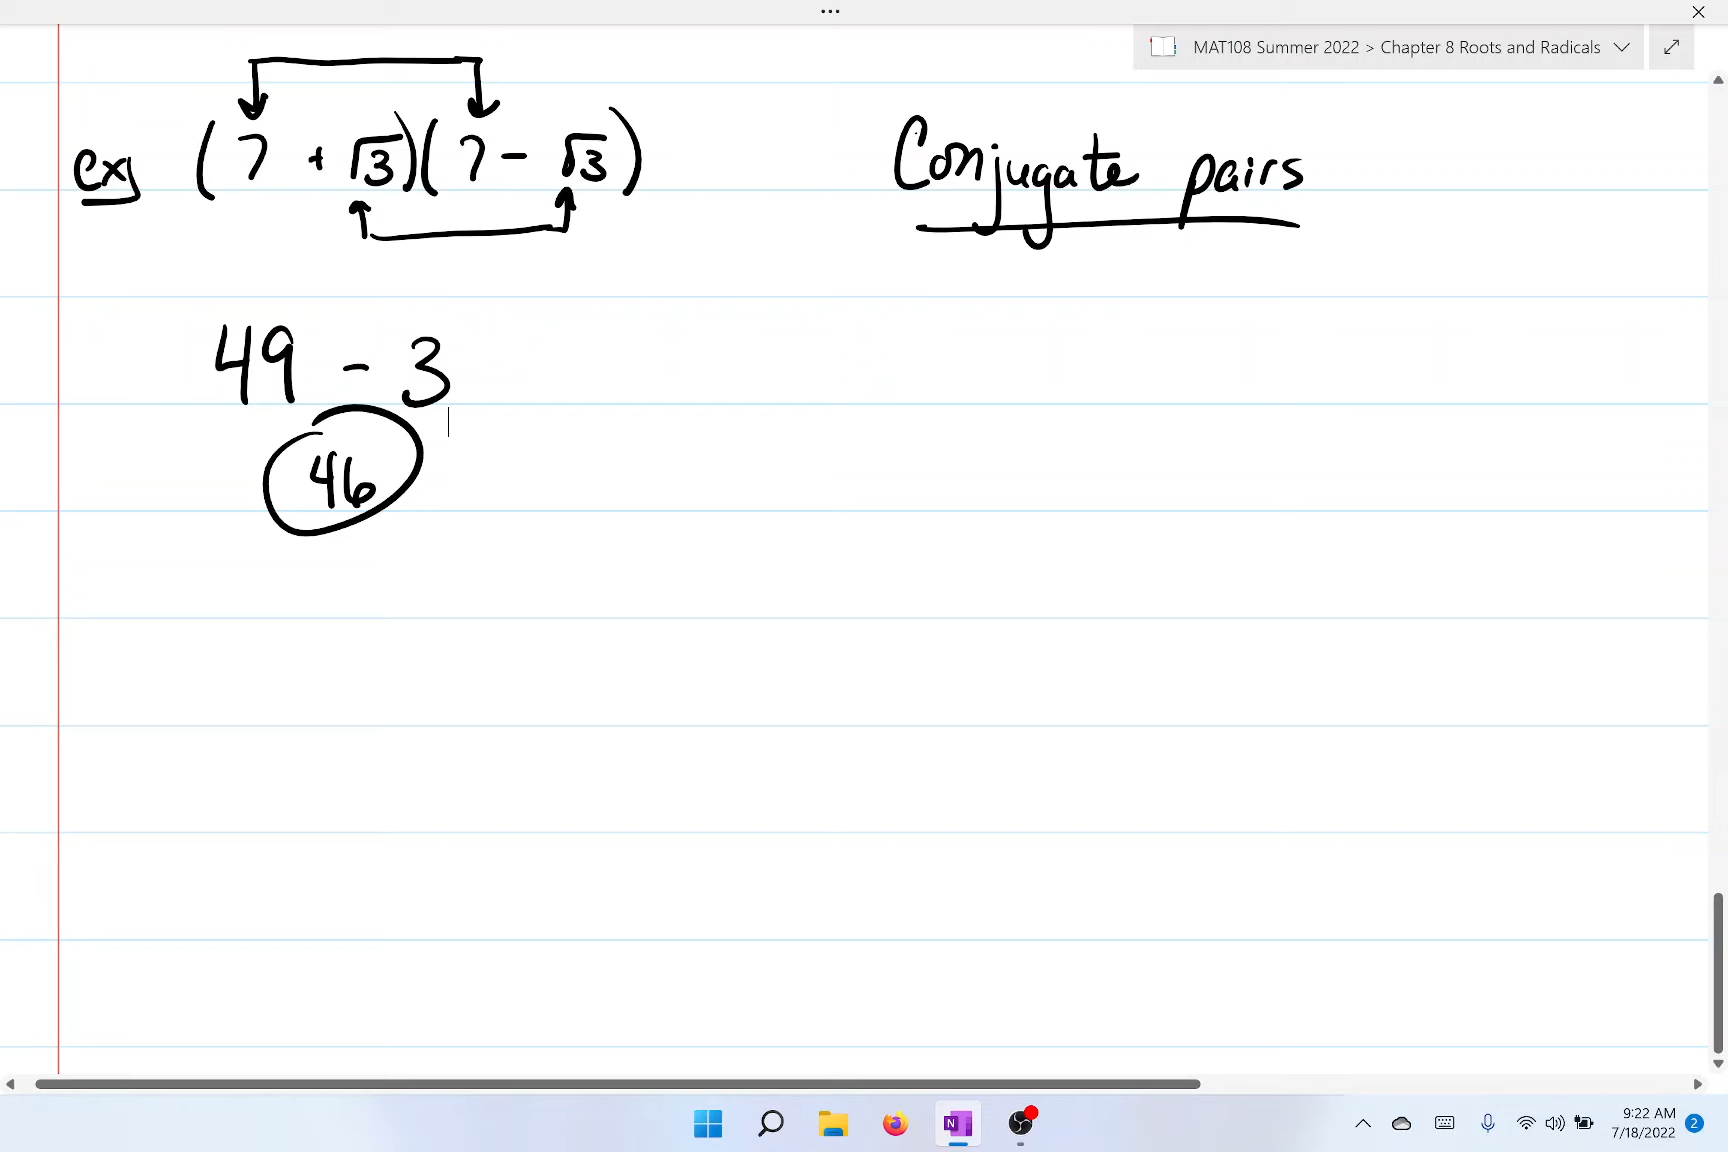 MAT108 Summer 2022 > Chapter 8 Roots and Radicals
ex) (7 + √3)(7 - √3)
Conjugate pairs
49 - 3
46
9:22 AM
7/18/2022
2